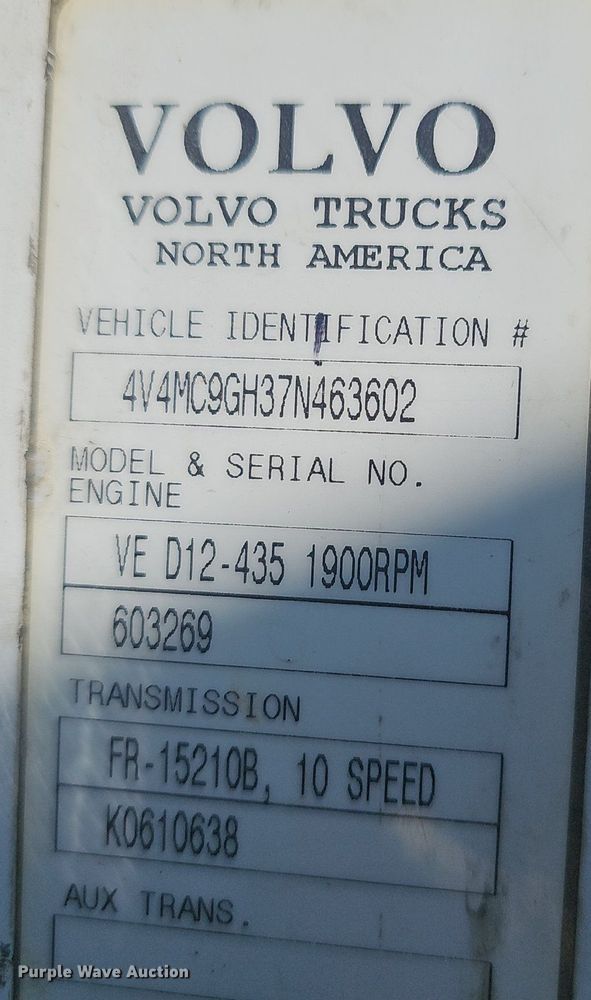 VOLVO
VOLVO TRUCKS
NORTH AMERICA
VEHICLE IDENTIFICATION #
4V4MC9GH37N463602
MODEL & SERIAL NO.
ENGINE
VE D12-435 1900RPM
603269
TRANSMISSION
FR-15210B, 10 SPEED
K0610638
AUX TRANS.
Purple Wave Auction